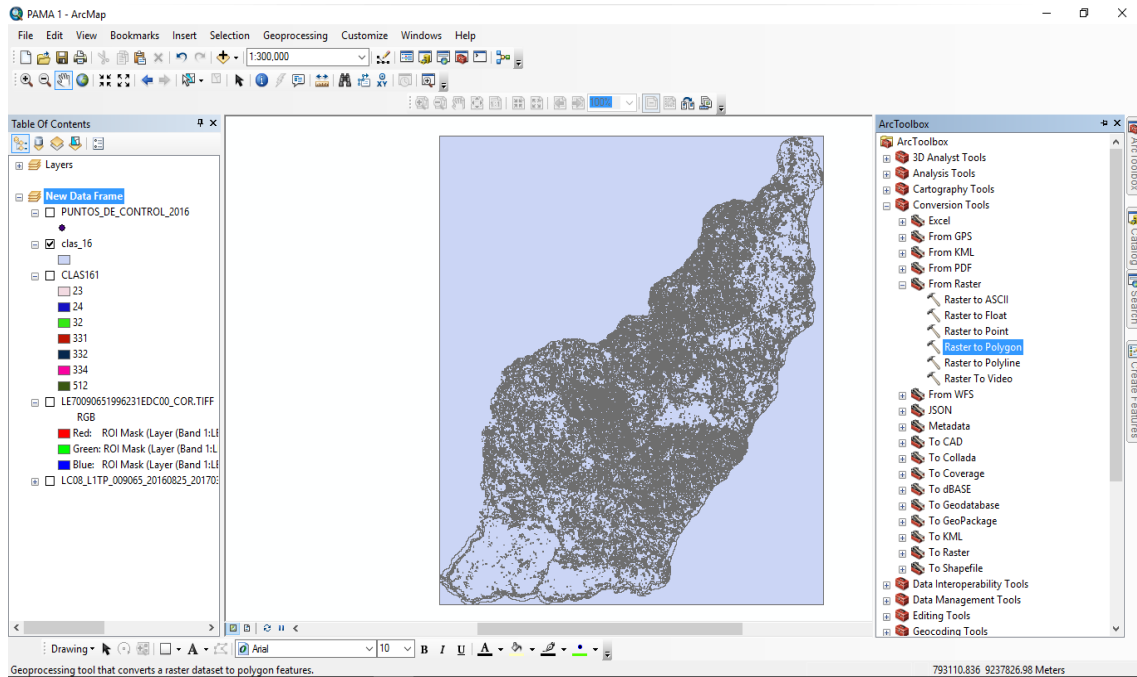 PAMA 1 - ArcMap
File Edit View Bookmarks Insert Selection Geoprocessing Customize Windows Help
1:300,000
100%
Table Of Contents
Layers
New Data Frame
PUNTOS_DE_CONTROL_2016
clas_16
CLAS161
23
24
32
331
332
334
512
LE70090651996231EDC00_COR.TIFF
RGB
Red: ROI Mask (Layer (Band 1:LE
Green: ROI Mask (Layer (Band 1:L
Blue: ROI Mask (Layer (Band 1:LE
LC08_L1TP_009065_20160825_20170
ArcToolbox
ArcToolbox
3D Analyst Tools
Analysis Tools
Cartography Tools
Conversion Tools
Excel
From GPS
From KML
From PDF
From Raster
Raster to ASCII
Raster to Float
Raster to Point
Raster to Polygon
Raster to Polyline
Raster To Video
From WFS
JSON
Metadata
To CAD
To Collada
To Coverage
To dBASE
To Geodatabase
To GeoPackage
To KML
To Raster
To Shapefile
Data Interoperability Tools
Data Management Tools
Editing Tools
Geocoding Tools
ArcToolbox
Catalog
Search
Create Features
Drawing
A
Arial
10
B I U A
Geoprocessing tool that converts a raster dataset to polygon features.
793110.836 9237826.98 Meters